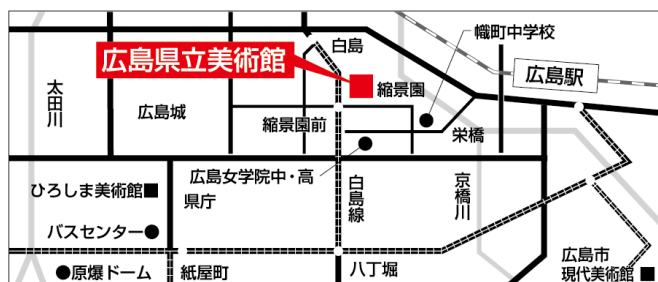 白島
幟町中学校
広島県立美術館
広島駅
太田川
縮景園
広島城
縮景園前
栄橋
広島女学院中・高
県庁
白島線
京橋川
ひろしま美術館
バスセンター
広島市
現代美術館
原爆ドーム
紙屋町
八丁堀